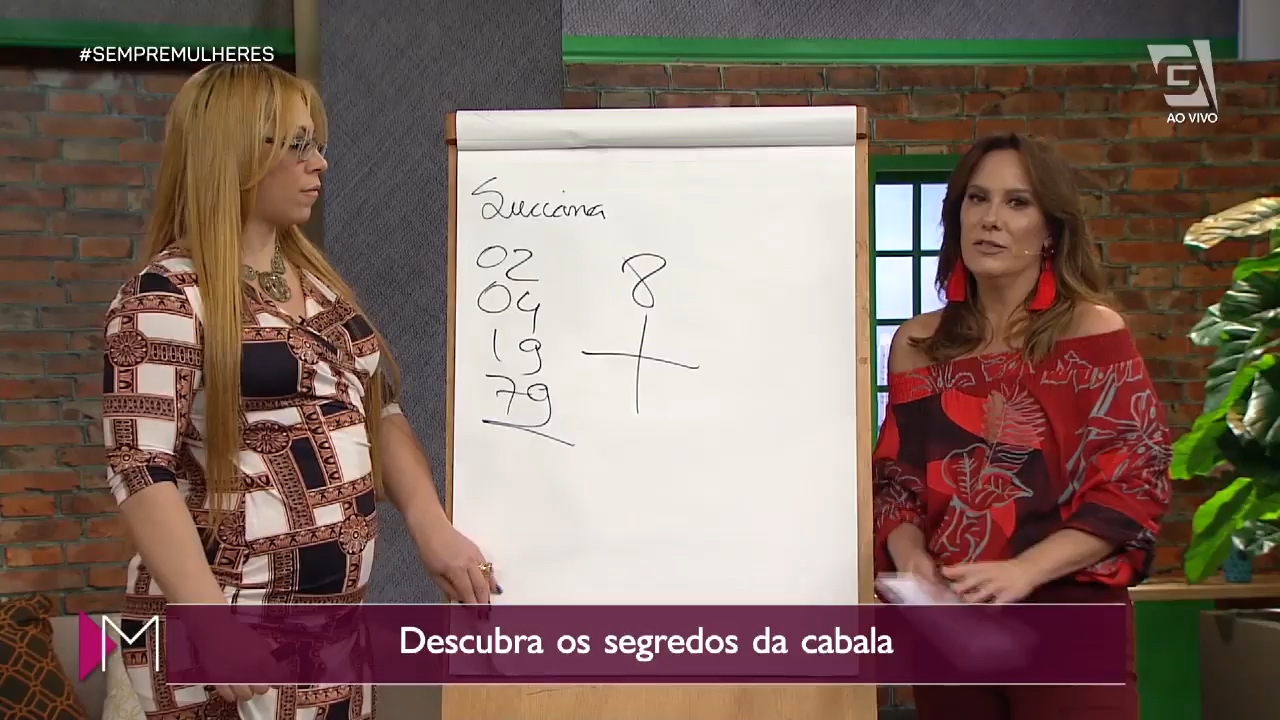 #SEMPREMULHERES
G
AO VIVO
Luciana
02
04
19
79
8
M
Descubra os segredos da cabala